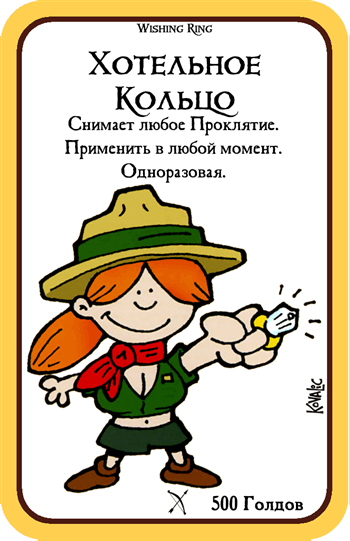 Wishing Ring
Хотельное
Кольцо
Снимает любое Проклятие.
Применить в любой момент.
Одноразовая.
Kovalic
500 Голдов